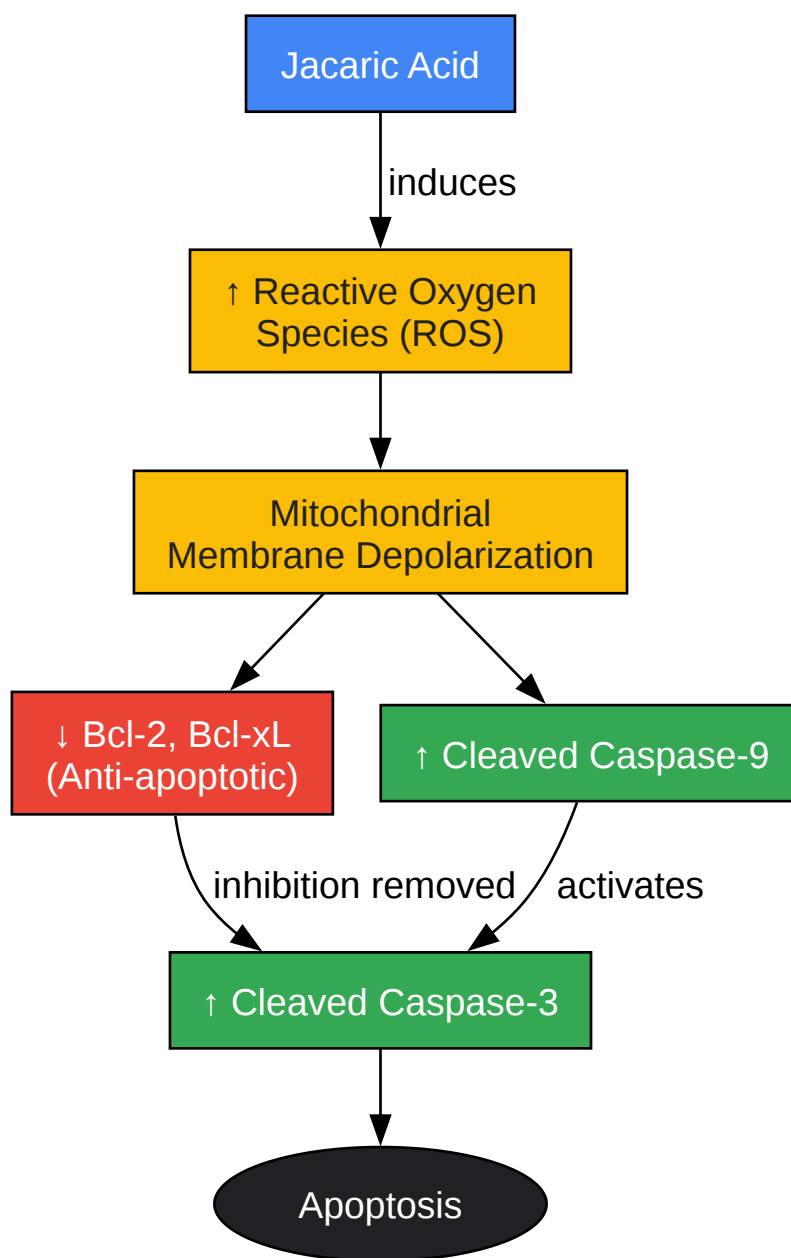 Jacaric Acid
induces
↑ Reactive Oxygen
Species (ROS)
Mitochondrial
Membrane Depolarization
↓ Bcl-2, Bcl-xL
(Anti-apoptotic)
↑ Cleaved Caspase-9
inhibition removed
activates
↑ Cleaved Caspase-3
Apoptosis